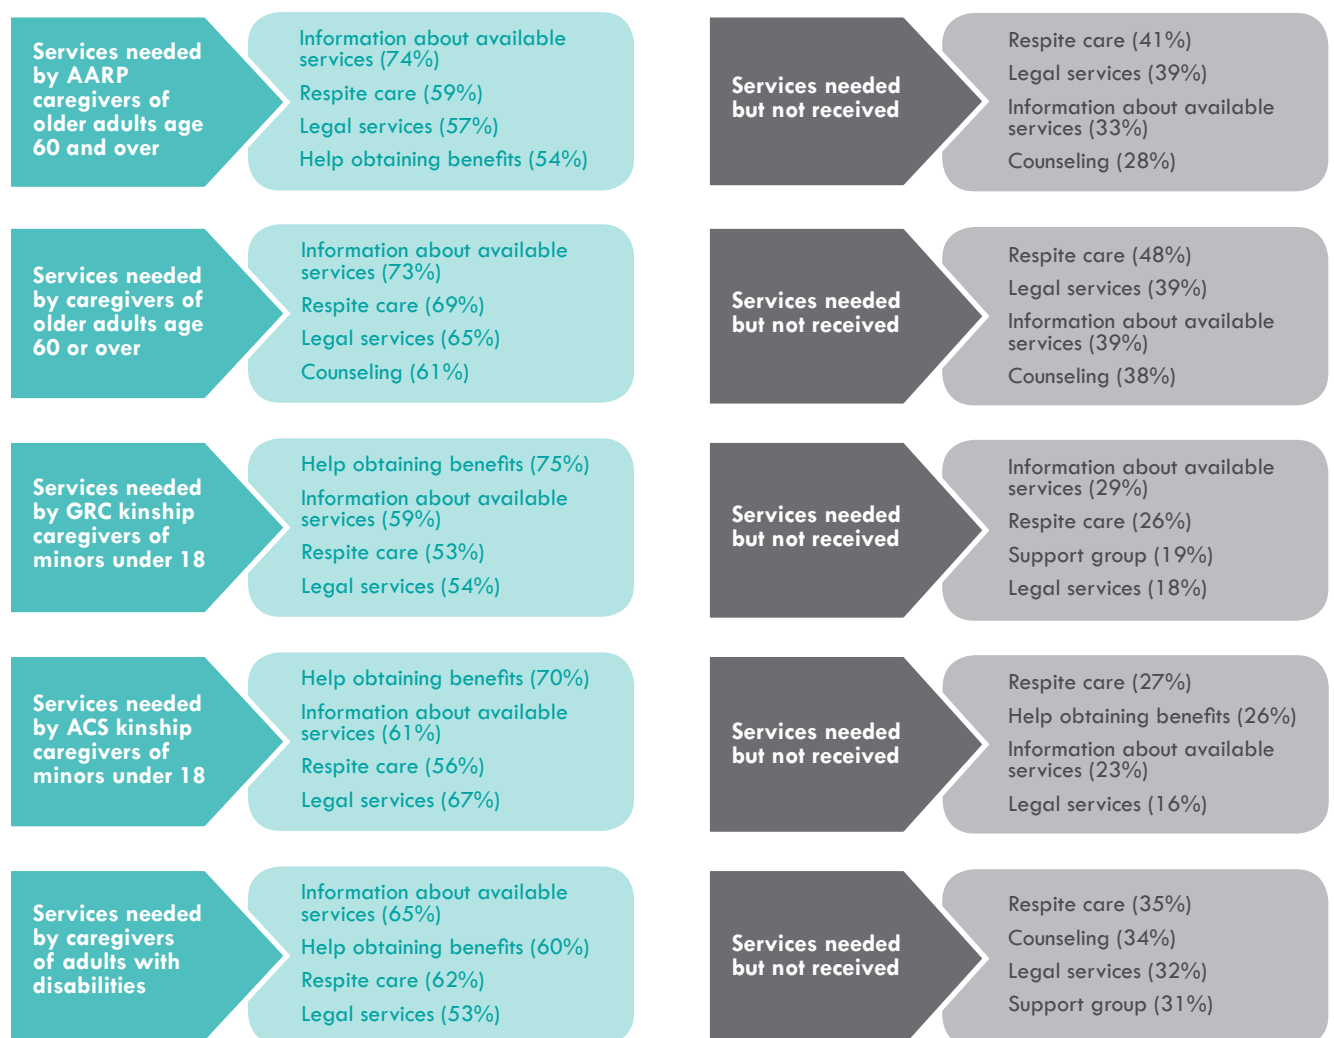 Services needed
by AARP
caregivers of
older adults age
60 and over
Information about available
services (74%)
Respite care (59%)
Legal services (57%)
Help obtaining benefits (54%)
Services needed
but not received
Respite care (41%)
Legal services (39%)
Information about available
services (33%)
Counseling (28%)
Services needed
by caregivers of
older adults age
60 or over
Information about available
services (73%)
Respite care (69%)
Legal services (65%)
Counseling (61%)
Services needed
but not received
Respite care (48%)
Legal services (39%)
Information about available
services (39%)
Counseling (38%)
Services needed
by GRC kinship
caregivers of
minors under 18
Help obtaining benefits (75%)
Information about available
services (59%)
Respite care (53%)
Legal services (54%)
Services needed
but not received
Information about available
services (29%)
Respite care (26%)
Support group (19%)
Legal services (18%)
Services needed
by ACS kinship
caregivers of
minors under 18
Help obtaining benefits (70%)
Information about available
services (61%)
Respite care (56%)
Legal services (67%)
Services needed
but not received
Respite care (27%)
Help obtaining benefits (26%)
Information about available
services (23%)
Legal services (16%)
Services needed
by caregivers
of adults with
disabilities
Information about available
services (65%)
Help obtaining benefits (60%)
Respite care (62%)
Legal services (53%)
Services needed
but not received
Respite care (35%)
Counseling (34%)
Legal services (32%)
Support group (31%)